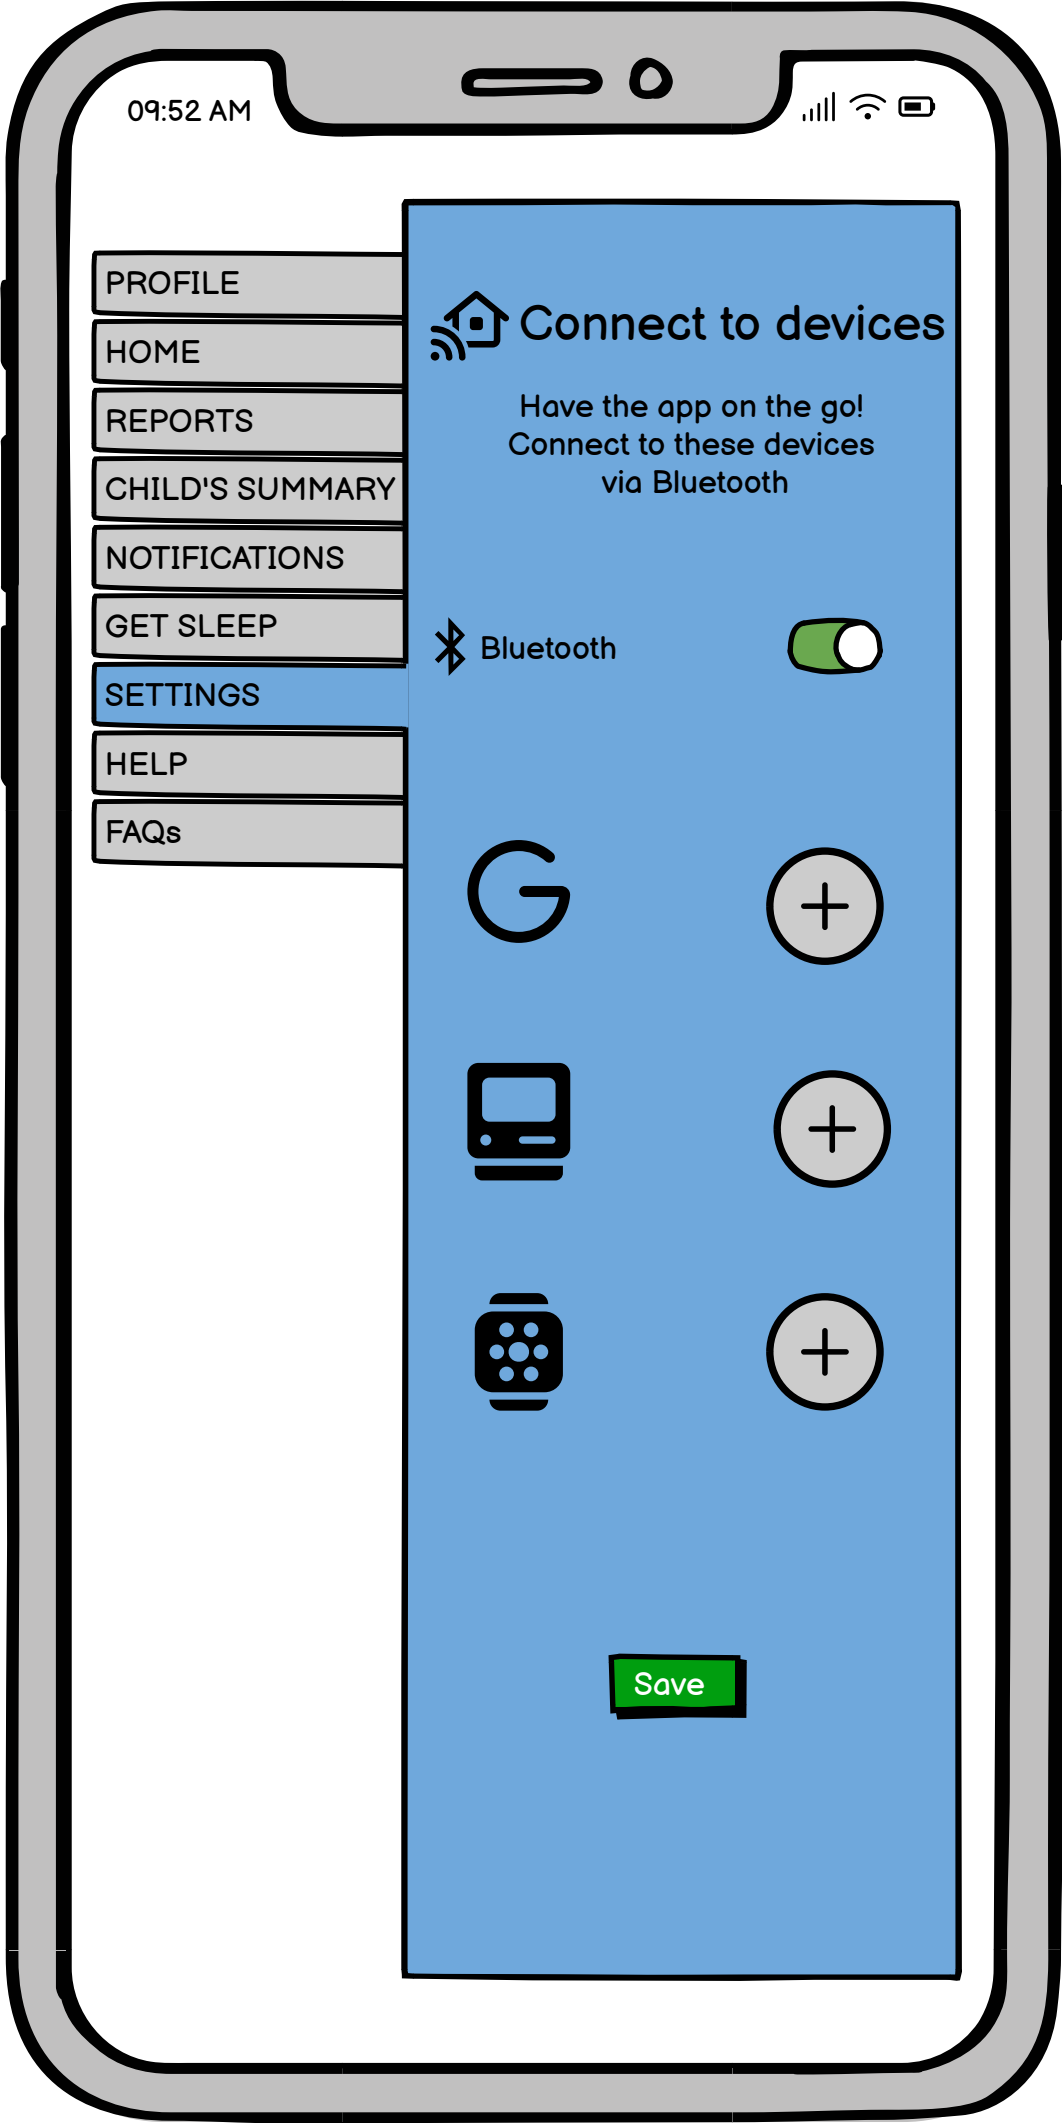 09:52 AM
PROFILE
HOME
REPORTS
CHILD'S SUMMARY
NOTIFICATIONS
GET SLEEP
SETTINGS
HELP
FAQs
Connect to devices
Have the app on the go!
Connect to these devices
via Bluetooth
Bluetooth
Save